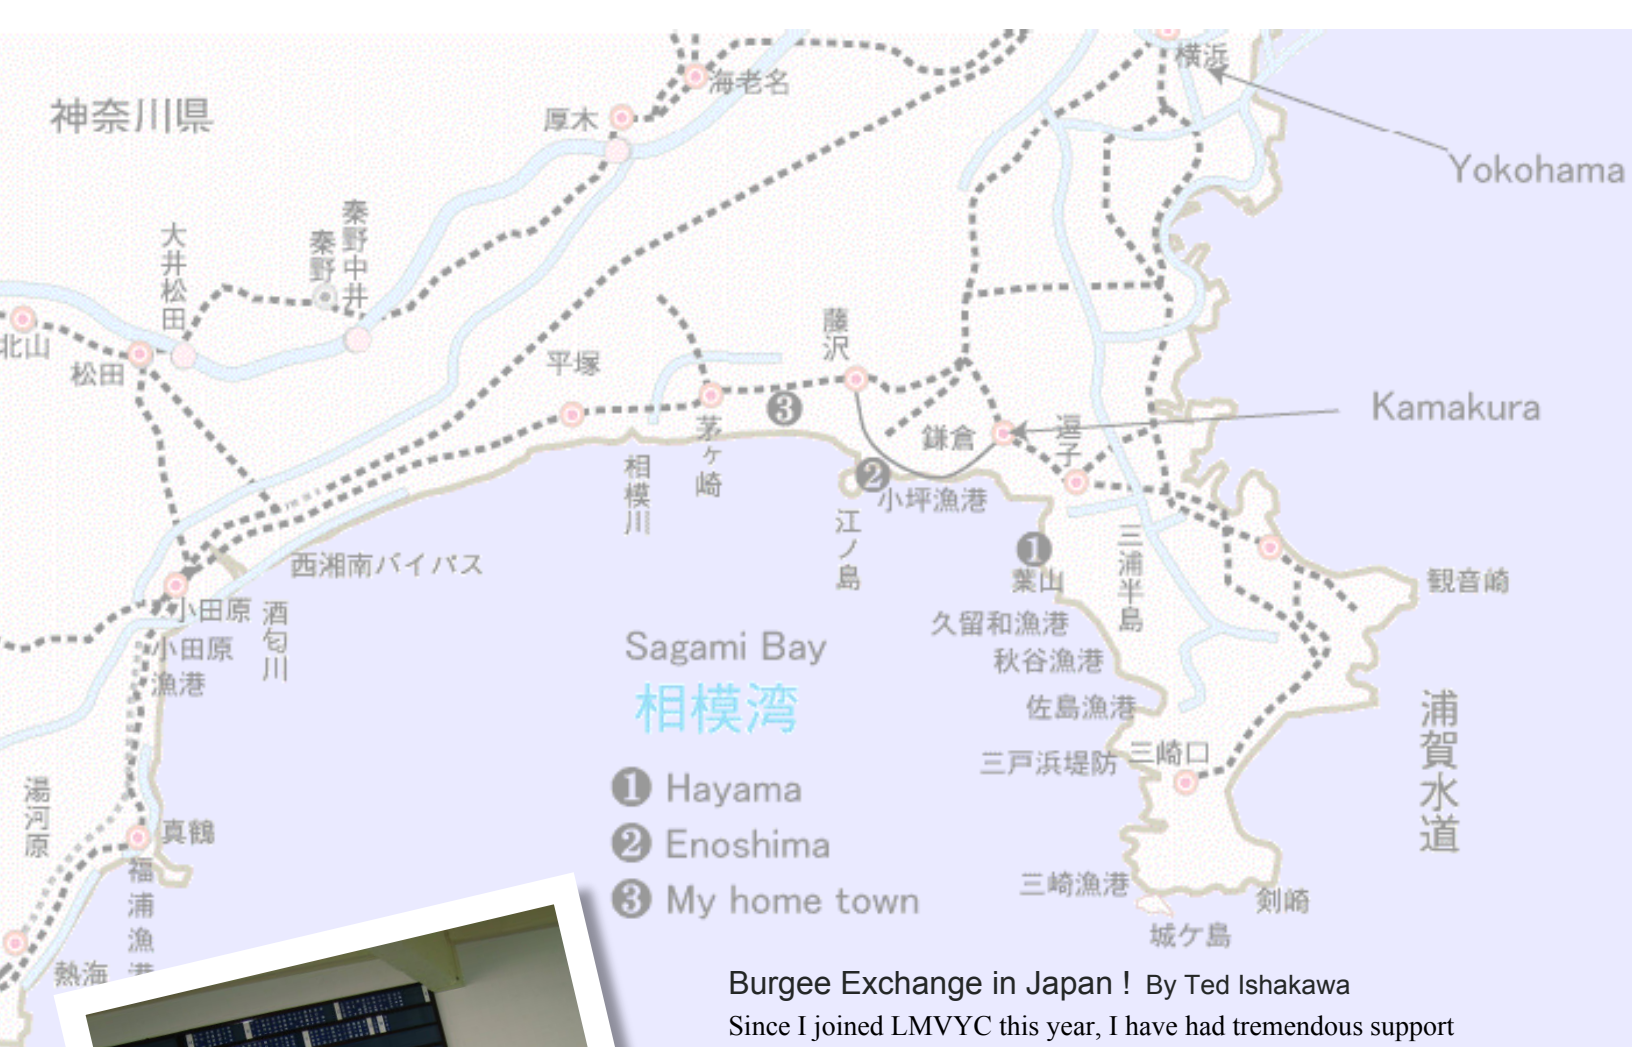 横浜
海老名
神奈川県
厚木
Yokohama
秦野中井
大井松田
秦野
藤沢
北山
平塚
松田
Kamakura
茅ヶ崎
鎌倉
逗子
相模川
小坪漁港
江ノ島
三浦半島
西湘南バイパス
葉山
観音崎
小田原
酒匂川
久留和漁港
Sagami Bay
小田原漁港
秋谷漁港
相模湾
佐島漁港
浦賀水道
三戸浜堤防
三崎口
❶ Hayama
湯河原
真鶴
❷ Enoshima
福浦漁港
三崎漁港
❸ My home town
剣崎
城ケ島
熱海
Burgee Exchange in Japan ! By Ted Ishakawa
Since I joined LMVYC this year, I have had tremendous support